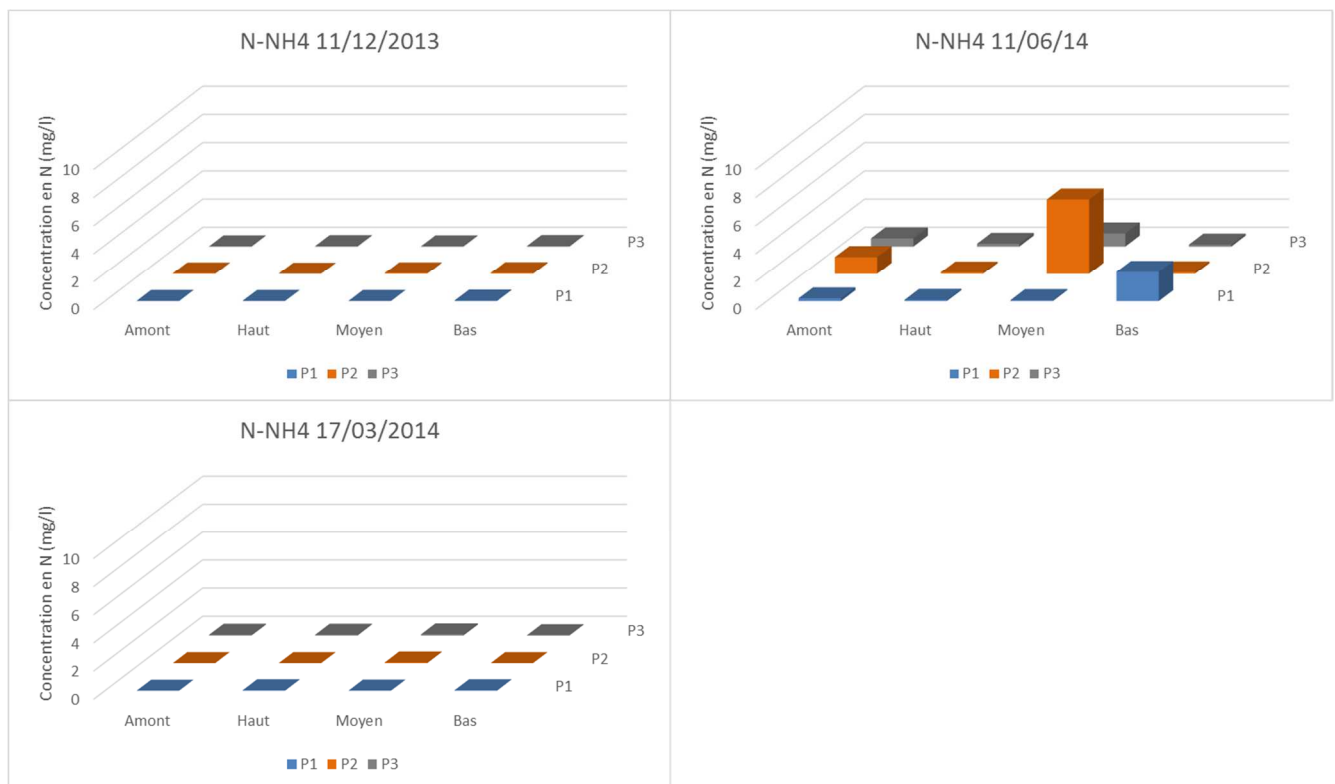 N-NH4 11/12/2013
Concentration en N (mg/l)
10
8
6
4
2
0
P3
P2
P1
Amont Haut Moyen Bas
P1 P2 P3
N-NH4 11/06/14
Concentration en N (mg/l)
10
8
6
4
2
0
P3
P2
P1
Amont Haut Moyen Bas
P1 P2 P3
N-NH4 17/03/2014
Concentration en N (mg/l)
10
8
6
4
2
0
P3
P2
P1
Amont Haut Moyen Bas
P1 P2 P3